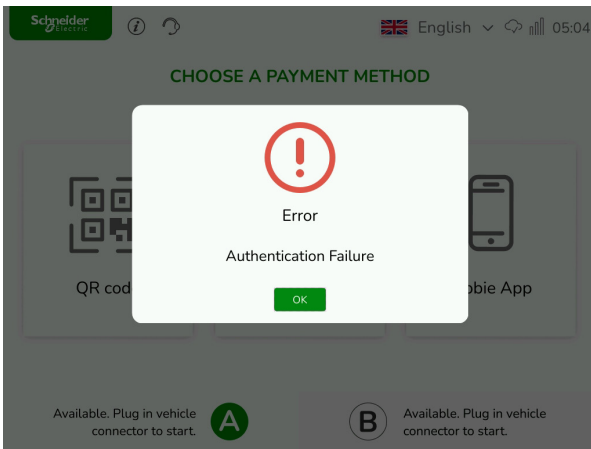 Schneider
Electric
i
English
05:04
CHOOSE A PAYMENT METHOD
Error
Authentication Failure
OK
QR cod
obie App
Available. Plug in vehicle
connector to start.
A
B
Available. Plug in vehicle
connector to start.